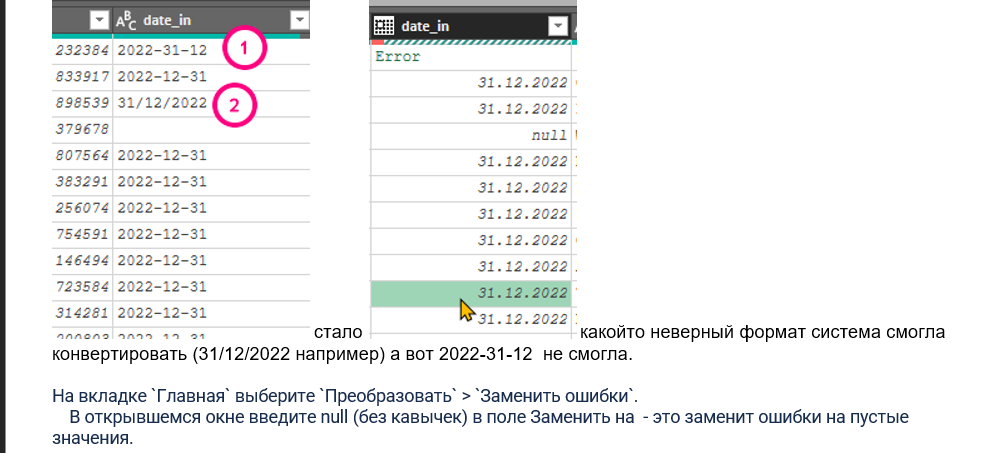 ABC date_in
232384 2022-31-12 1
833917 2022-12-31
898539 31/12/2022 2
379678
807564 2022-12-31
383291 2022-12-31
256074 2022-12-31
754591 2022-12-31
146494 2022-12-31
723584 2022-12-31
314281 2022-12-31
date_in
Error
31.12.2022
31.12.2022
null
31.12.2022
31.12.2022
31.12.2022
31.12.2022
31.12.2022
31.12.2022
31.12.2022
стало какойто неверный формат система смогла
конвертировать (31/12/2022 например) а вот 2022-31-12 не смогла.
На вкладке `Главная` выберите `Преобразовать` > `Заменить ошибки`.
В открывшемся окне введите null (без кавычек) в поле Заменить на - это заменит ошибки на пустые
значения.